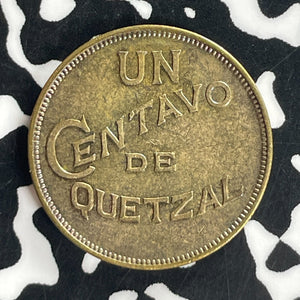 UN
CENTAVO
DE
QUETZAL